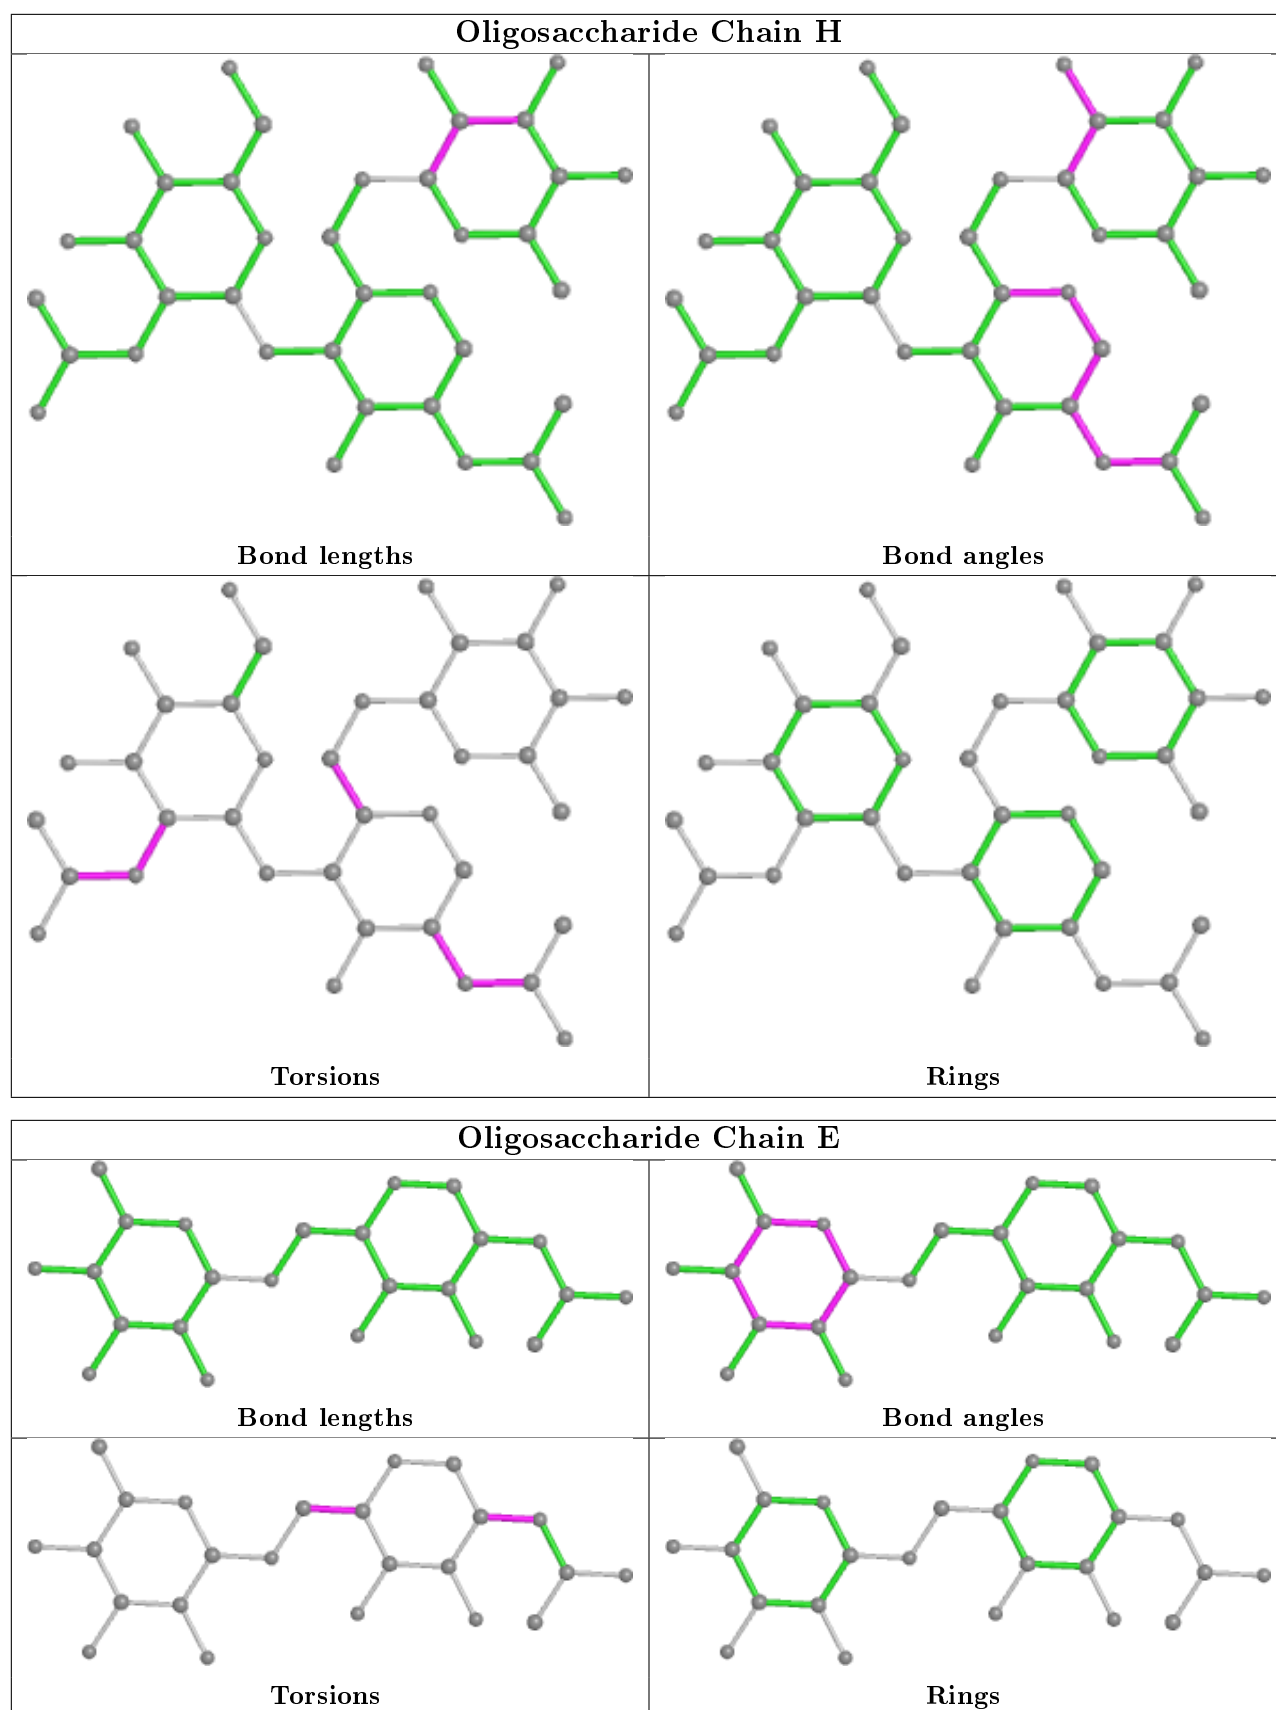 Oligosaccharide Chain H
Bond lengths
Bond angles
Torsions
Rings
Oligosaccharide Chain E
Bond lengths
Bond angles
Torsions
Rings